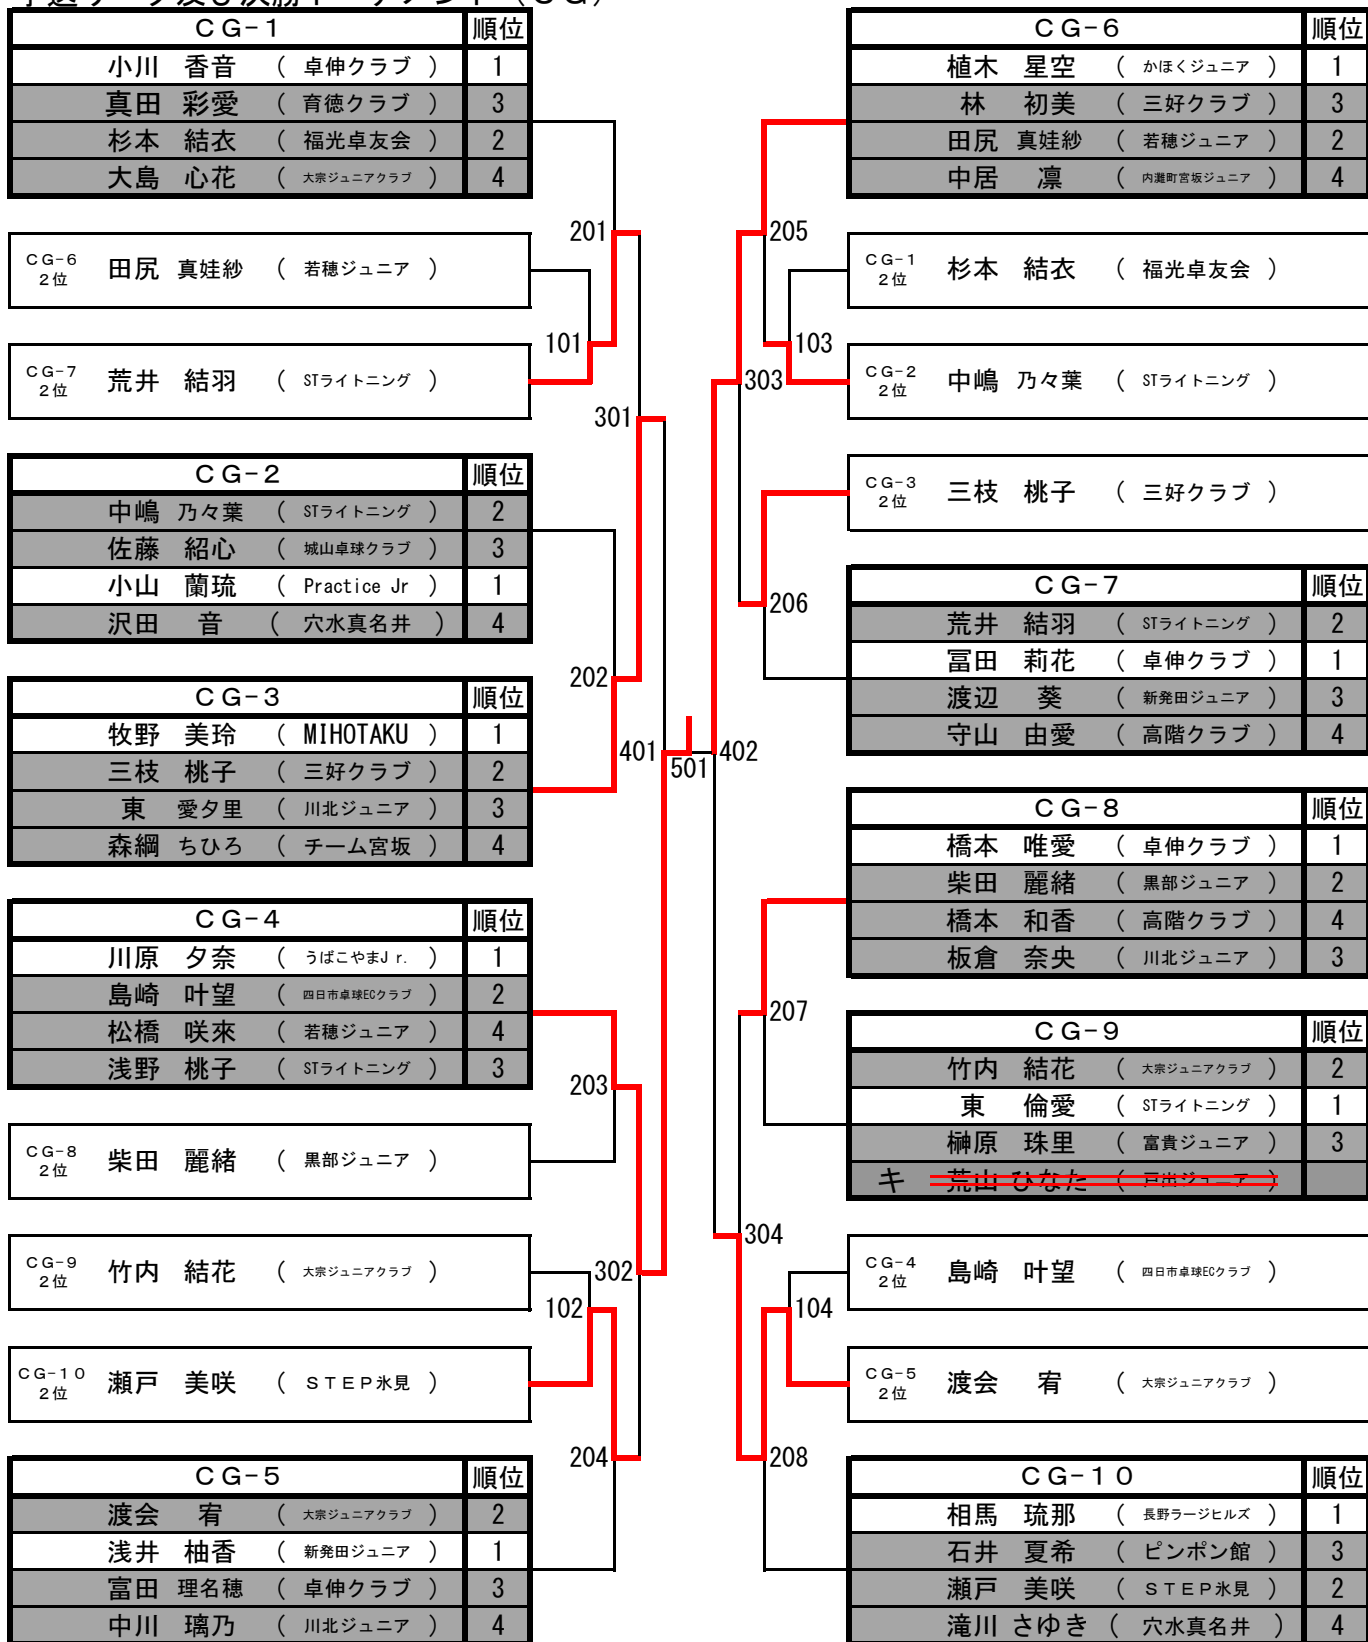 予選リーグ及び決勝トーナメント（ＣＧ）
ＣＧ−１ 順位
小川 香音 （ 卓伸クラブ ） 1
真田 彩愛 （ 育徳クラブ ） 3
杉本 結衣 （ 福光卓友会 ） 2
大島 心花 （ 大宗ジュニアクラブ ） 4
201
ＣＧ−６
２位 田尻 真娃紗 （ 若穂ジュニア ）
101
ＣＧ−７
２位 荒井 結羽 （ STライトニング ）
301
ＣＧ−２ 順位
中嶋 乃々葉 （ STライトニング ） 2
佐藤 紹心 （ 城山卓球クラブ ） 3
小山 蘭琉 （ Practice Jr ） 1
沢田 音 （ 穴水真名井 ） 4
202
ＣＧ−３ 順位
牧野 美玲 （ MIHOTAKU ） 1
三枝 桃子 （ 三好クラブ ） 2
東 愛夕里 （ 川北ジュニア ） 3
森綱 ちひろ （ チーム宮坂 ） 4
401
501
402
ＣＧ−４ 順位
川原 夕奈 （ うばこやまＪｒ. ） 1
島崎 叶望 （ 四日市卓球ECクラブ ） 2
松橋 咲來 （ 若穂ジュニア ） 4
浅野 桃子 （ STライトニング ） 3
203
ＣＧ−８
２位 柴田 麗緒 （ 黒部ジュニア ）
ＣＧ−９
２位 竹内 結花 （ 大宗ジュニアクラブ ）
302
102
ＣＧ−１０
２位 瀬戸 美咲 （ ＳＴＥＰ氷見 ）
204
ＣＧ−５ 順位
渡会 宥 （ 大宗ジュニアクラブ ） 2
浅井 柚香 （ 新発田ジュニア ） 1
富田 理名穂 （ 卓伸クラブ ） 3
中川 璃乃 （ 川北ジュニア ） 4
ＣＧ−６ 順位
植木 星空 （ かほくジュニア ） 1
林 初美 （ 三好クラブ ） 3
田尻 真娃紗 （ 若穂ジュニア ） 2
中居 凛 （ 内灘町宮坂ジュニア ） 4
205
ＣＧ−１
２位 杉本 結衣 （ 福光卓友会 ）
103
ＣＧ−２
２位 中嶋 乃々葉 （ STライトニング ）
303
ＣＧ−３
２位 三枝 桃子 （ 三好クラブ ）
206
ＣＧ−７ 順位
荒井 結羽 （ STライトニング ） 2
冨田 莉花 （ 卓伸クラブ ） 1
渡辺 葵 （ 新発田ジュニア ） 3
守山 由愛 （ 高階クラブ ） 4
ＣＧ−８ 順位
橋本 唯愛 （ 卓伸クラブ ） 1
柴田 麗緒 （ 黒部ジュニア ） 2
橋本 和香 （ 高階クラブ ） 4
板倉 奈央 （ 川北ジュニア ） 3
207
ＣＧ−９ 順位
竹内 結花 （ 大宗ジュニアクラブ ） 2
東 倫愛 （ STライトニング ） 1
榊原 珠里 （ 富貴ジュニア ） 3
キ 荒山 ひなた （ 戸出ジュニア ）
304
ＣＧ−４
２位 島崎 叶望 （ 四日市卓球ECクラブ ）
104
ＣＧ−５
２位 渡会 宥 （ 大宗ジュニアクラブ ）
208
ＣＧ−１０ 順位
相馬 琉那 （ 長野ラージヒルズ ） 1
石井 夏希 （ ピンポン館 ） 3
瀬戸 美咲 （ ＳＴＥＰ氷見 ） 2
滝川 さゆき （ 穴水真名井 ） 4